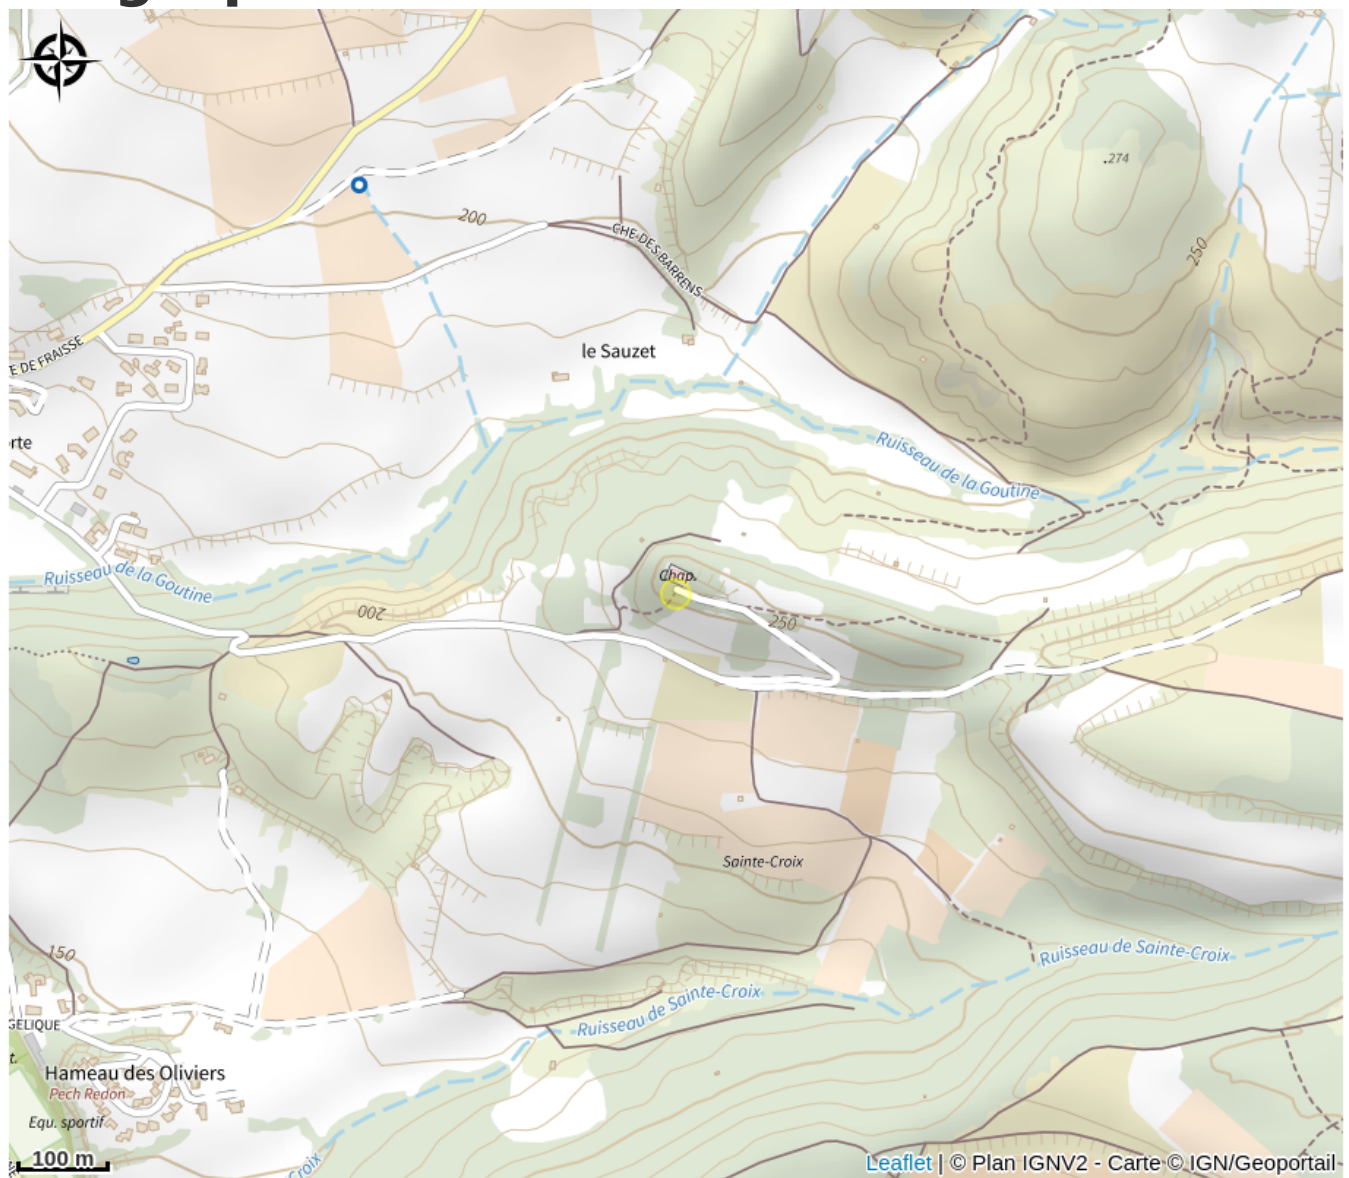 200
CHE·DES·BARRENS
.274
250
le Sauzet
TE DE FRAISSE
orte
Ruisseau de la Goutine
Ruisseau de la Goutine
Chap.
200
250
Sainte-Croix
150
Ruisseau de Sainte-Croix
Ruisseau de Sainte-Croix
GELIQUE
t.
Hameau des Oliviers
Pech Redon
Equ. sportif
100 m
Croix
Leaflet | © Plan IGNV2 - Carte © IGN/Geoportail